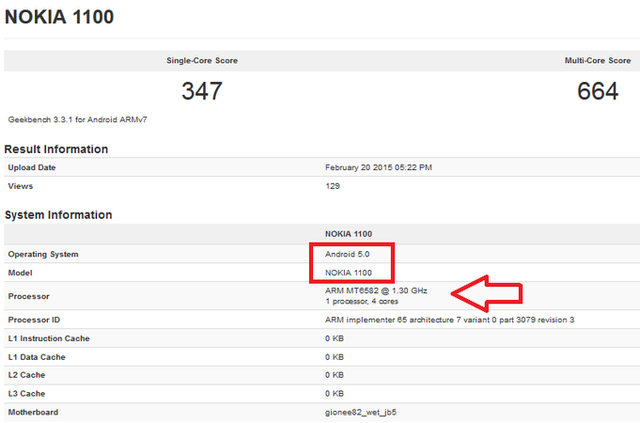 NOKIA 1100
Single-Core Score Multi-Core Score
347 664
Geekbench 3.3.1 for Android ARMv7
Result Information
Upload Date February 20 2015 05:22 PM
Views 129
System Information
NOKIA 1100
Operating System Android 5.0
Model NOKIA 1100
Processor ARM MT6582 @ 1.30 GHz
1 processor, 4 cores
Processor ID ARM implementer 65 architecture 7 variant 0 part 3079 revision 3
L1 Instruction Cache 0 KB
L1 Data Cache 0 KB
L2 Cache 0 KB
L3 Cache 0 KB
Motherboard gionee82_wet_jb5